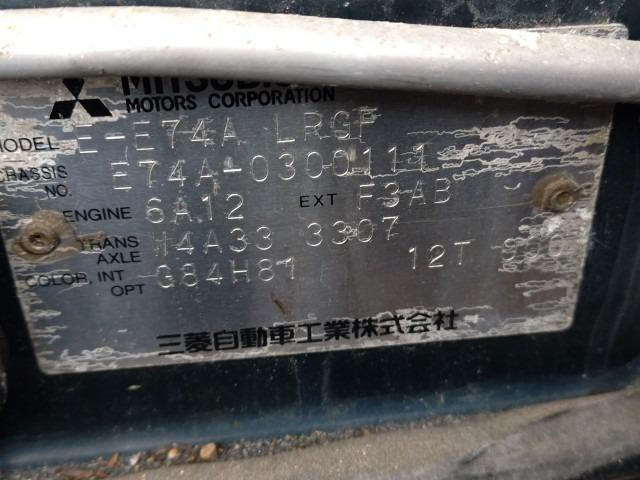 MITSUBISHI
MOTORS CORPORATION
MODEL E-E74A LRGF
CHASSIS NO. E74A-0300111
ENGINE 6A12 EXT F3AB
TRANS AXLE 3307
COLOR, INT OPT G84H81 12T
三菱自動車工業株式会社